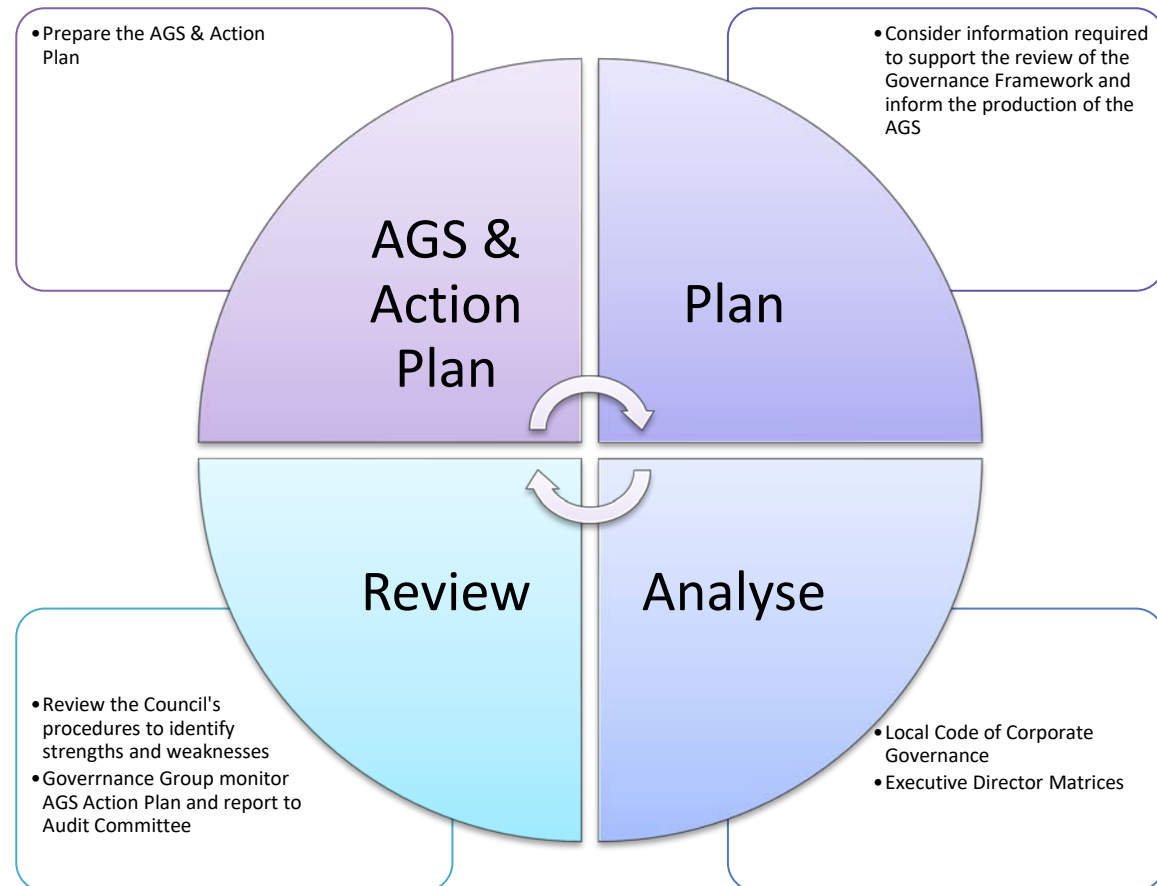 •Prepare the AGS & Action
Plan
•Consider information required
to support the review of the
Governance Framework and
inform the production of the
AGS
AGS &
Action
Plan
Plan
Review
Analyse
•Review the Council's
procedures to identify
strengths and weaknesses
•Goverrnance Group monitor
AGS Action Plan and report to
Audit Committee
•Local Code of Corporate
Governance
•Executive Director Matrices